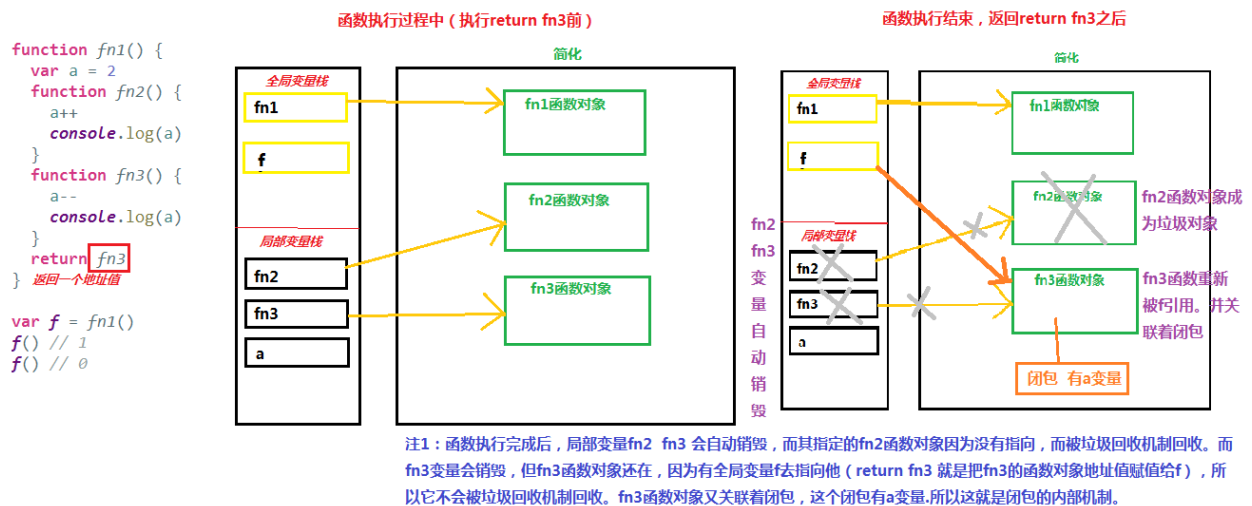 函数执行过程中（执行return fn3前）
函数执行结束，返回return fn3之后
function fn1() {
  var a = 2
  function fn2() {
    a++
    console.log(a)
  }
  function fn3() {
    a--
    console.log(a)
  }
  return fn3
} 返回一个地址值
var f = fn1()
f() // 1
f() // 0
简化
全局变量栈
fn1
f
局部变量栈
fn2
fn3
a
fn1函数对象
fn2函数对象
fn3函数对象
简化
全局变量栈
fn1
f
局部变量栈
fn2
fn3
a
fn2
fn3
变
量
自
动
销
毁
fn1函数对象
fn2函数对象
fn3函数对象
闭包 有a变量
fn2函数对象成
为垃圾对象
fn3函数重新
被引用。并关
联着闭包
注1：函数执行完成后，局部变量fn2 fn3 会自动销毁，而其指定的fn2函数对象因为没有指向，而被垃圾回收机制回收。而
fn3变量会销毁，但fn3函数对象还在，因为有全局变量f去指向他（return fn3 就是把fn3的函数对象地址值赋值给f），所
以它不会被垃圾回收机制回收。fn3函数对象又关联着闭包，这个闭包有a变量.所以这就是闭包的内部机制。